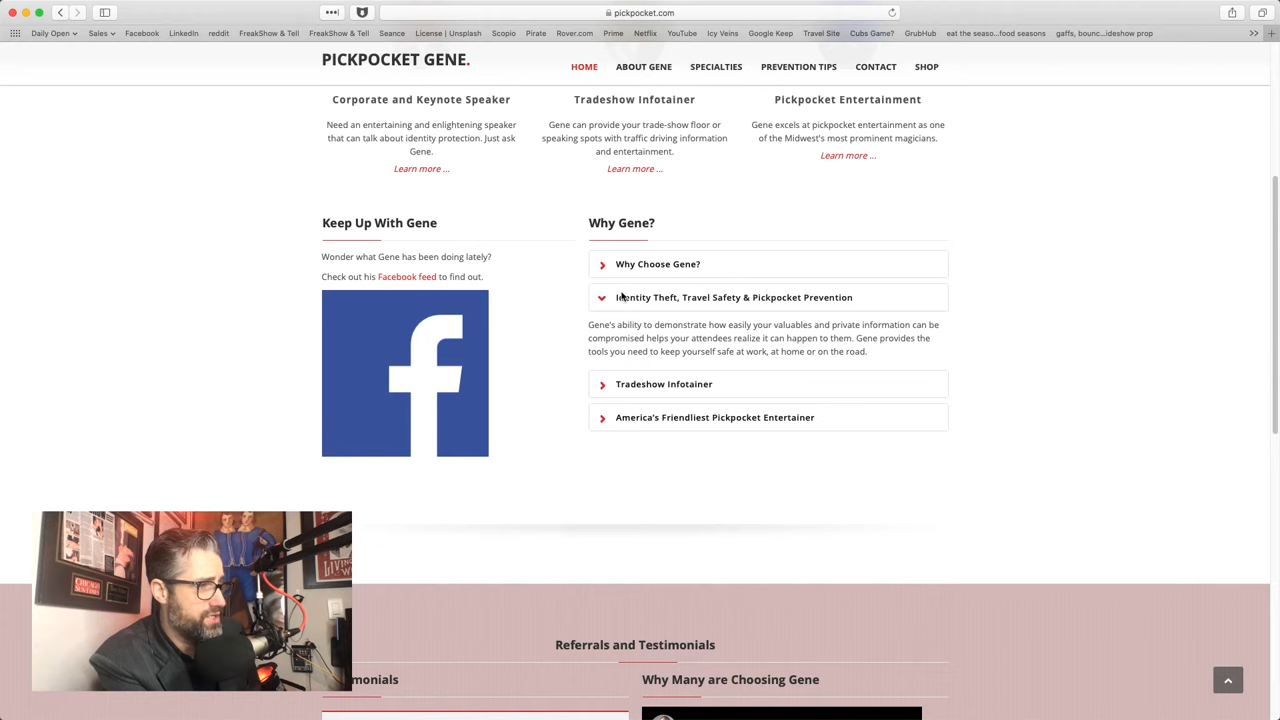 pickpocket.com
Daily Open Sales Facebook LinkedIn reddit FreakShow & Tell FreakShow & Tell Seance License | Unsplash Scopio Pirate Rover.com Prime Netflix YouTube Icy Veins Google Keep Travel Site Cubs Game? GrubHub eat the seaso...food seasons gaffs, bounc...ideshow prop
PICKPOCKET GENE.
HOME ABOUT GENE SPECIALTIES PREVENTION TIPS CONTACT SHOP
Corporate and Keynote Speaker
Need an entertaining and enlightening speaker
that can talk about identity protection. Just ask
Gene.
Learn more ...
Tradeshow Infotainer
Gene can provide your trade-show floor or
speaking spots with traffic driving information
and entertainment.
Learn more ...
Pickpocket Entertainment
Gene excels at pickpocket entertainment as one
of the Midwest's most prominent magicians.
Learn more ...
Keep Up With Gene
Wonder what Gene has been doing lately?
Check out his Facebook feed to find out.
Why Gene?
Why Choose Gene?
Identity Theft, Travel Safety & Pickpocket Prevention
Gene's ability to demonstrate how easily your valuables and private information can be
compromised helps your attendees realize it can happen to them. Gene provides the
tools you need to keep yourself safe at work, at home or on the road.
Tradeshow Infotainer
America's Friendliest Pickpocket Entertainer
CHICAGO
SUN-TIMES
Referrals and Testimonials
monials
Why Many are Choosing Gene